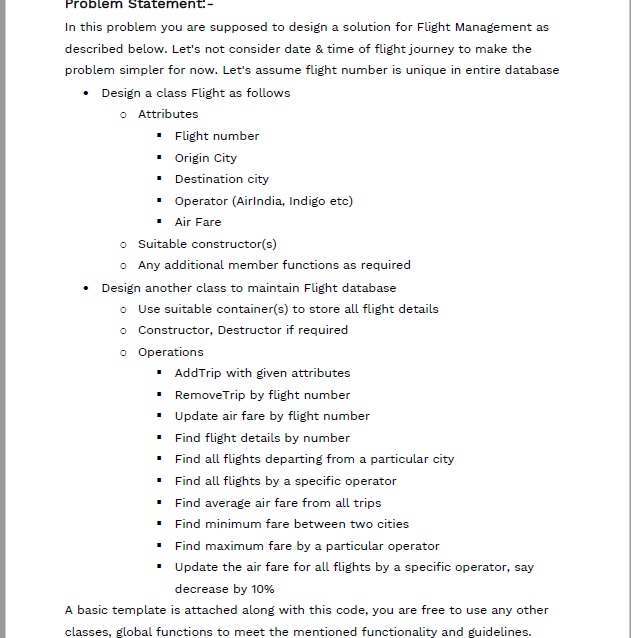 Problem Statement:-
In this problem you are supposed to design a solution for Flight Management as
described below. Let's not consider date & time of flight journey to make the
problem simpler for now. Let's assume flight number is unique in entire database
• Design a class Flight as follows
o Attributes
▪ Flight number
▪ Origin City
▪ Destination city
▪ Operator (AirIndia, Indigo etc)
▪ Air Fare
o Suitable constructor(s)
o Any additional member functions as required
• Design another class to maintain Flight database
o Use suitable container(s) to store all flight details
o Constructor, Destructor if required
o Operations
▪ AddTrip with given attributes
▪ RemoveTrip by flight number
▪ Update air fare by flight number
▪ Find flight details by number
▪ Find all flights departing from a particular city
▪ Find all flights by a specific operator
▪ Find average air fare from all trips
▪ Find minimum fare between two cities
▪ Find maximum fare by a particular operator
▪ Update the air fare for all flights by a specific operator, say
decrease by 10%
A basic template is attached along with this code, you are free to use any other
classes, global functions to meet the mentioned functionality and guidelines.